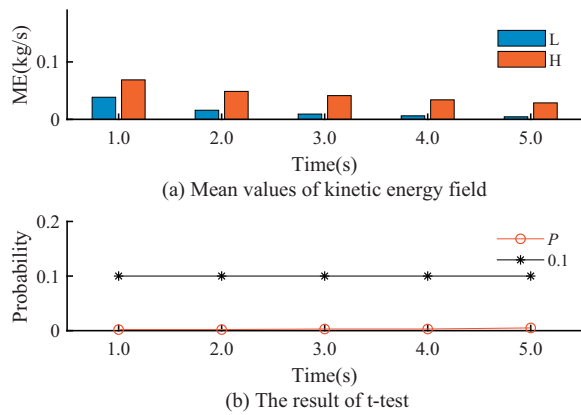 ME(kg/s)
0.1
0
L
H
1.0 2.0 3.0 4.0 5.0
Time(s)
(a) Mean values of kinetic energy field
Probability
0.2
0.1
0
P
0.1
1.0 2.0 3.0 4.0 5.0
Time(s)
(b) The result of t-test